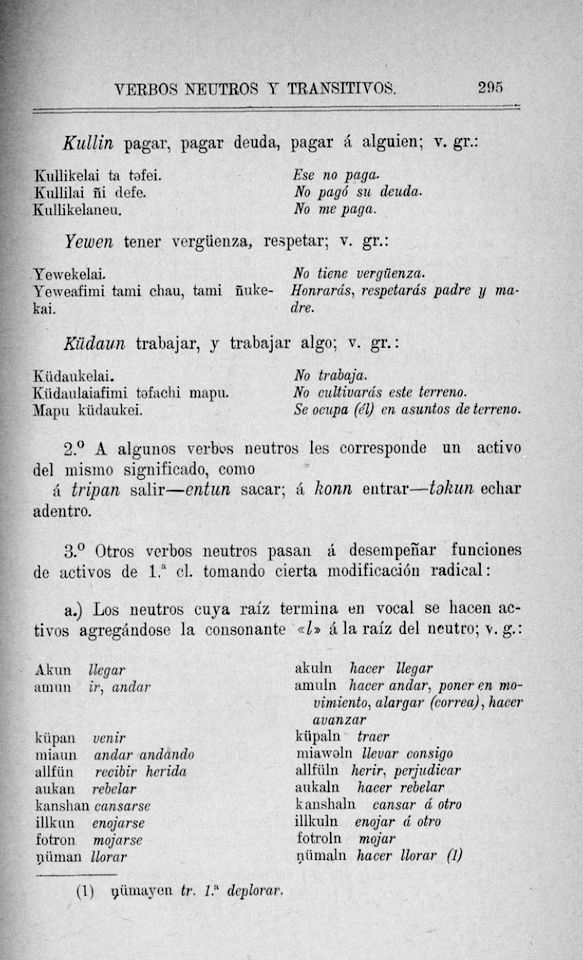 VERBOS NEUTROS Y TRANSITIVOS. 295
Kullin pagar, pagar deuda, pagar á alguien; v. gr.:
Kullikelai ta təfei. Ese no paga.
Kullilai ñi defe. No pagó su deuda.
Kullikelaneu. No me paga.
Yewen tener vergüenza, respetar; v. gr.:
Yewekelai. No tiene vergüenza.
Yeweafimi tami chau, tami ñuke- Honrarás, respetarás padre y ma-
kai. dre.
Küdaun trabajar, y trabajar algo; v. gr.:
Küdaukelai. No trabaja.
Küdaulaiafimi təfachi mapu. No cultivarás este terreno.
Mapu küdaukei. Se ocupa (él) en asuntos de terreno.
2.º A algunos verbos neutros les corresponde un activo
del mismo significado, como
á tripan salir—entun sacar; á konn entrar—təkun echar
adentro.
3.º Otros verbos neutros pasan á desempeñar funciones
de activos de 1.ª cl. tomando cierta modificación radical:
a.) Los neutros cuya raíz termina en vocal se hacen ac-
tivos agregándose la consonante «l» á la raíz del neutro; v. g.:
Akun llegar akuln hacer llegar
amun ir, andar amuln hacer andar, poner en mo-
vimiento, alargar (correa), hacer
avanzar
küpan venir küpaln traer
miaun andar andando miawəln llevar consigo
allfün recibir herida allfüln herir, perjudicar
aukan rebelar aukaln hacer rebelar
kanshan cansarse kanshaln cansar á otro
illkun enojarse illkuln enojar á otro
fotron mojarse fotroln mojar
ŋüman llorar ŋümaln hacer llorar (1)
(1) ŋümayen tr. 1.ª deplorar.